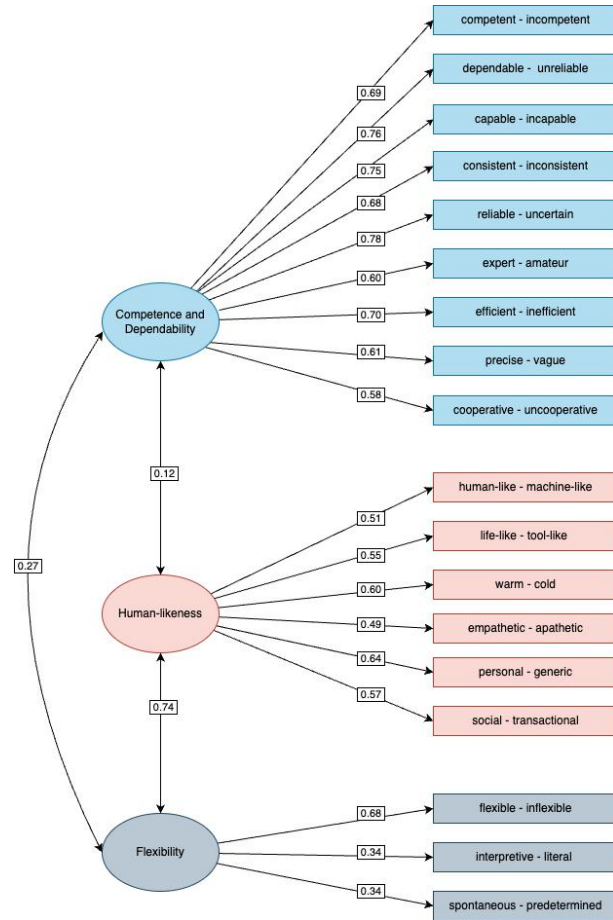 competent - incompetent
dependable - unreliable
0.69
capable - incapable
0.76
0.75
consistent - inconsistent
0.68
reliable - uncertain
0.78
expert - amateur
0.60
Competence and
Dependability
0.70
efficient - inefficient
0.61
precise - vague
0.58
cooperative - uncooperative
0.12
human-like - machine-like
0.51
life-like - tool-like
0.55
0.27
warm - cold
0.60
Human-likeness
0.49
empathetic - apathetic
0.64
personal - generic
0.57
social - transactional
0.74
flexible - inflexible
0.68
Flexibility
0.34
interpretive - literal
0.34
spontaneous - predetermined